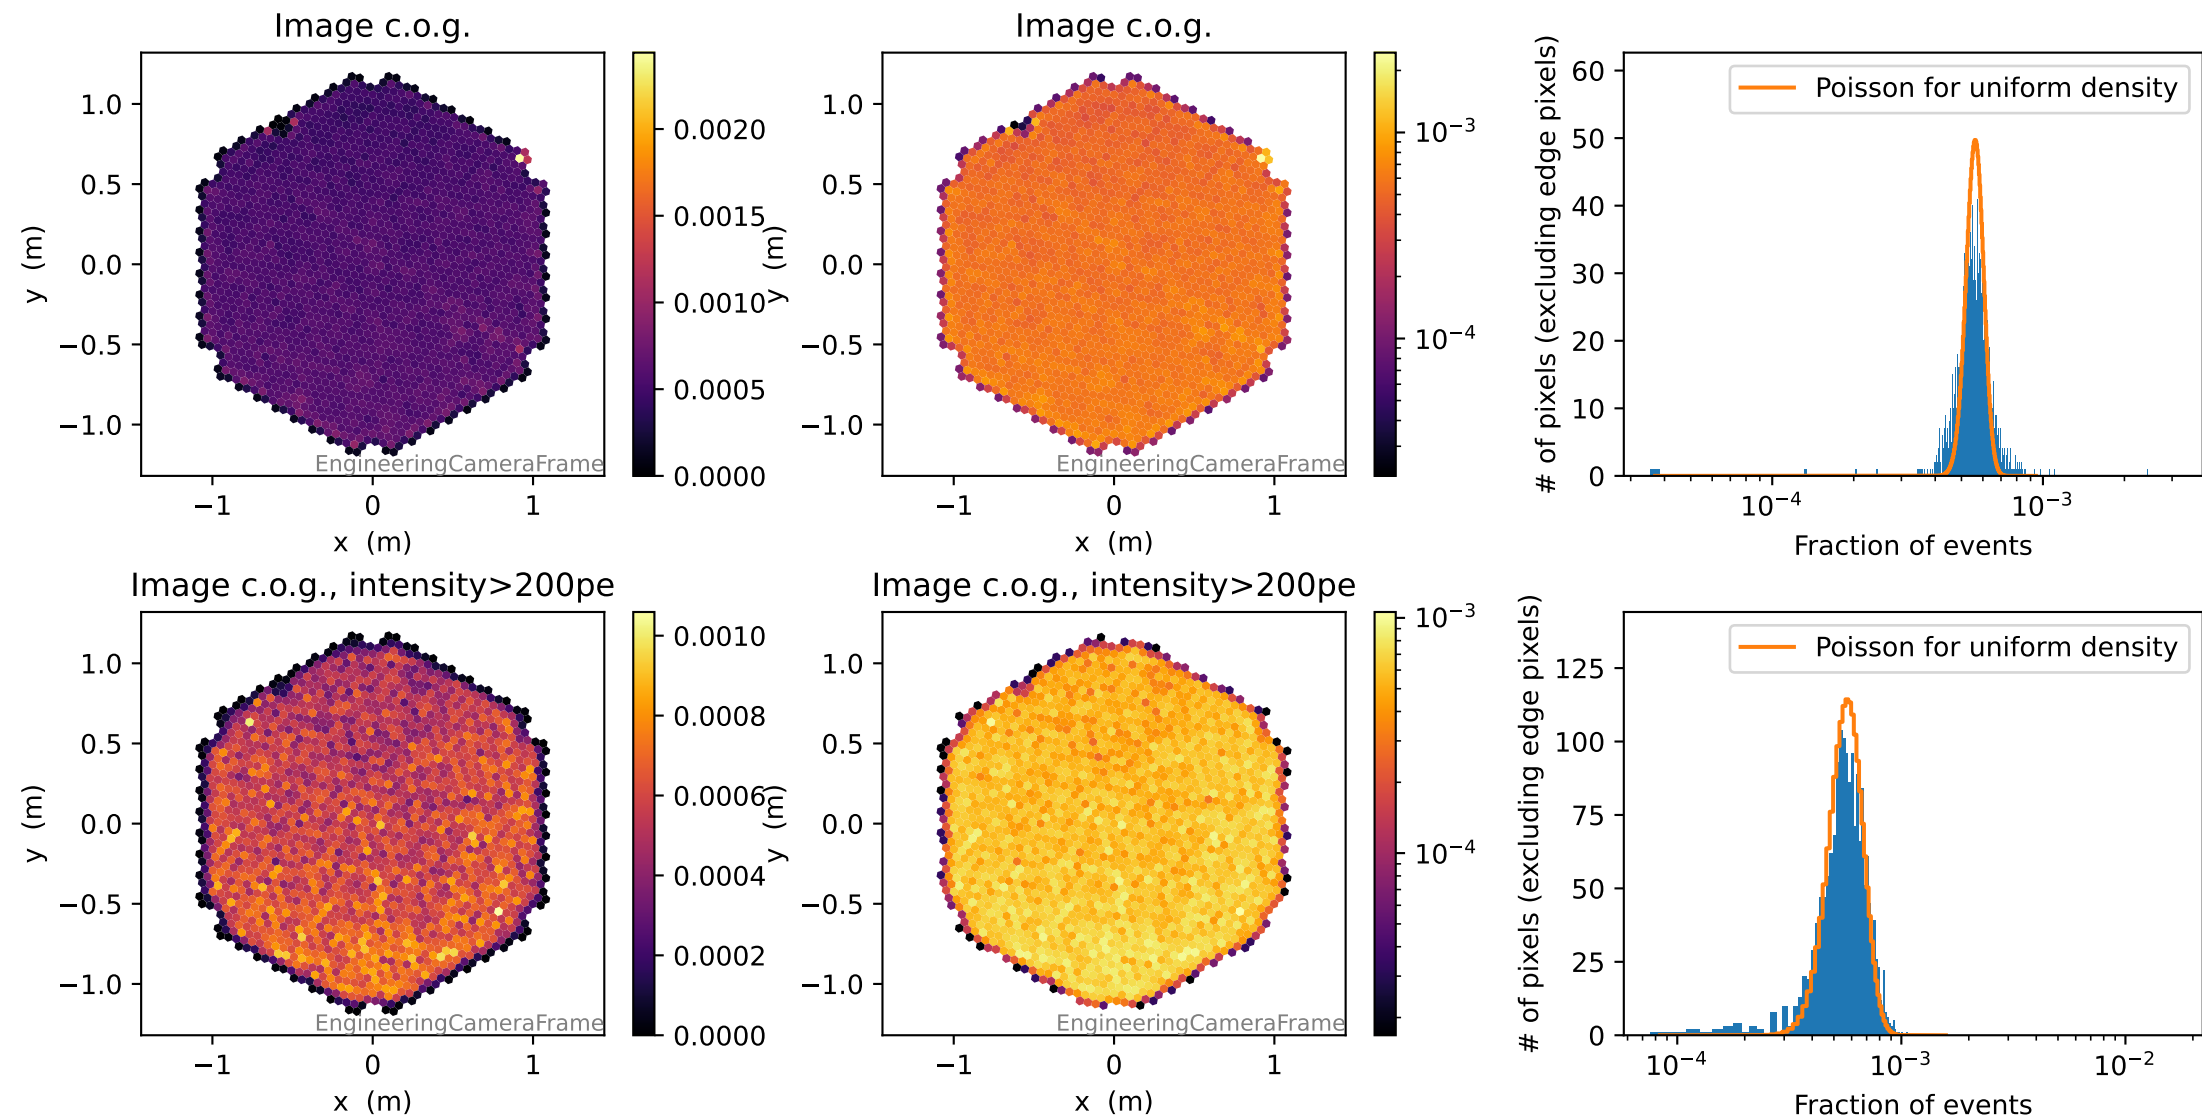 Image c.o.g.
1.0
0.5
0.0
−0.5
−1.0
y (m)
−1
0
1
x (m)
EngineeringCameraFrame
0.0020
0.0015
0.0010
0.0005
0.0000
Image c.o.g.
1.0
0.5
0.0
−0.5
−1.0
y (m)
−1
0
1
x (m)
EngineeringCameraFrame
10⁻³
10⁻⁴
Poisson for uniform density
60
50
40
30
20
10
0
# of pixels (excluding edge pixels)
10⁻⁴
10⁻³
Fraction of events
Image c.o.g., intensity>200pe
1.0
0.5
0.0
−0.5
−1.0
y (m)
−1
0
1
x (m)
EngineeringCameraFrame
0.0010
0.0008
0.0006
0.0004
0.0002
0.0000
Image c.o.g., intensity>200pe
1.0
0.5
0.0
−0.5
−1.0
y (m)
−1
0
1
x (m)
EngineeringCameraFrame
10⁻³
10⁻⁴
Poisson for uniform density
125
100
75
50
25
0
# of pixels (excluding edge pixels)
10⁻⁴
10⁻³
10⁻²
Fraction of events